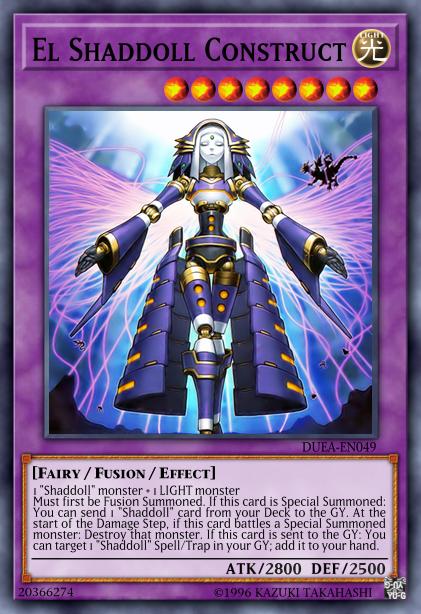 El Shaddoll Construct
LIGHT
光
DUEA-EN049
[Fairy / Fusion / Effect]
1 "Shaddoll" monster + 1 LIGHT monster
Must first be Fusion Summoned. If this card is Special Summoned:
You can send 1 "Shaddoll" card from your Deck to the GY. At the
start of the Damage Step, if this card battles a Special Summoned
monster: Destroy that monster. If this card is sent to the GY: You
can target 1 "Shaddoll" Spell/Trap in your GY; add it to your hand.
ATK/2800 DEF/2500
20366274
©1996 KAZUKI TAKAHASHI